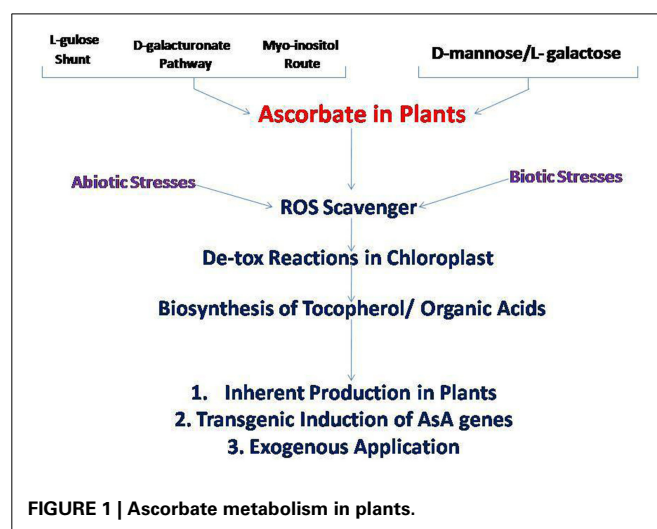 L-gulose Shunt
D-galacturonate Pathway
Myo-inositol Route
D-mannose/L-galactose
Ascorbate in Plants
Abiotic Stresses
Biotic Stresses
ROS Scavenger
De-tox Reactions in Chloroplast
Biosynthesis of Tocopherol/ Organic Acids
1. Inherent Production in Plants
2. Transgenic Induction of AsA genes
3. Exogenous Application
FIGURE 1 | Ascorbate metabolism in plants.